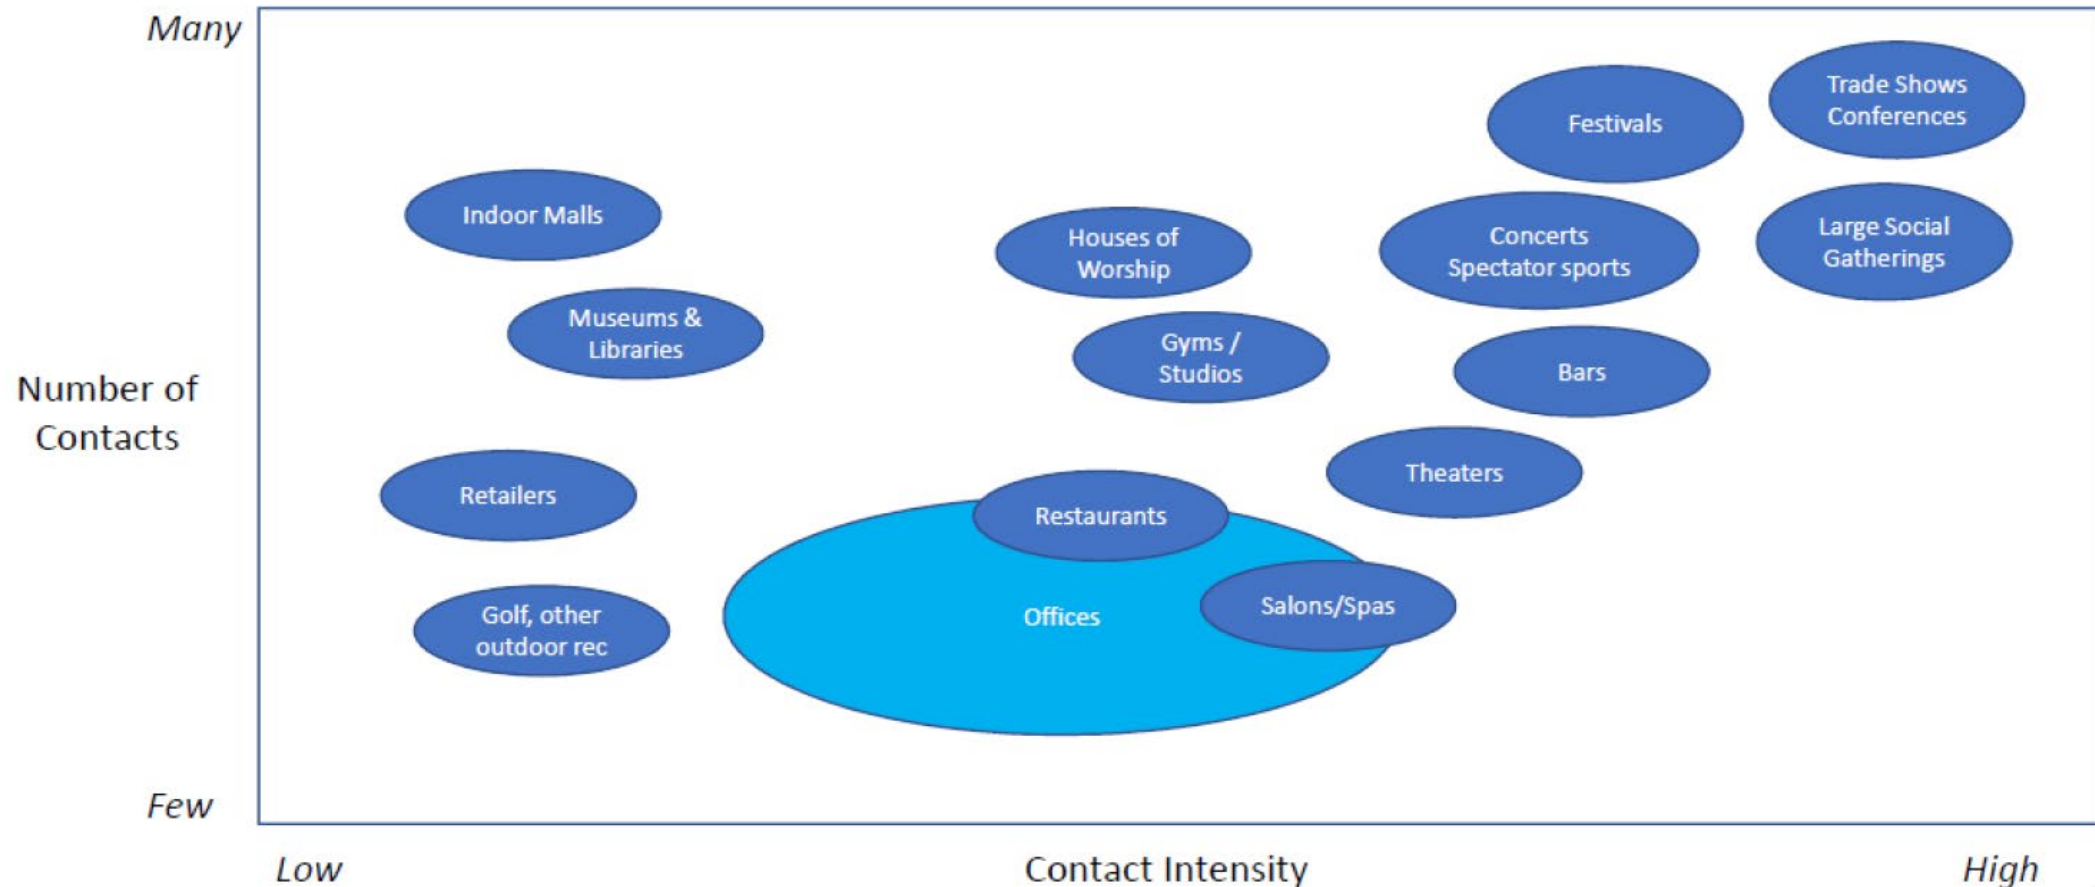 Many
Trade Shows
Conferences
Festivals
Indoor Malls
Houses of
Worship
Concerts
Spectator sports
Large Social
Gatherings
Museums &
Libraries
Gyms /
Studios
Bars
Number of
Contacts
Theaters
Retailers
Restaurants
Golf, other
outdoor rec
Offices
Salons/Spas
Few
Low
Contact Intensity
High